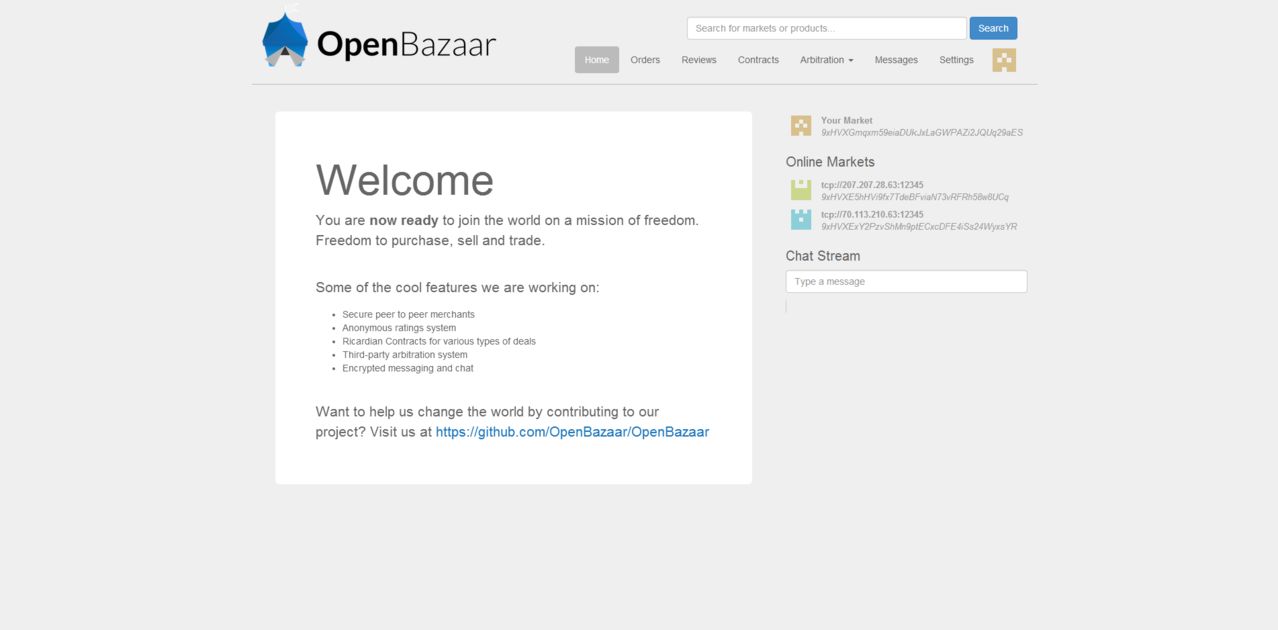 OpenBazaar
Search for markets or products...
Search
Home
Orders
Reviews
Contracts
Arbitration
Messages
Settings
Welcome
You are now ready to join the world on a mission of freedom.
Freedom to purchase, sell and trade.
Some of the cool features we are working on:
Secure peer to peer merchants
Anonymous ratings system
Ricardian Contracts for various types of deals
Third-party arbitration system
Encrypted messaging and chat
Want to help us change the world by contributing to our
project? Visit us at https://github.com/OpenBazaar/OpenBazaar
Your Market
9xHVXGmqxm59eiaDUkJxLaGWPAZi2JQUq29aES
Online Markets
tcp://207.207.28.63:12345
9xHVXE5hHVi9fx7TdeBFviaN73vRFRh58w6UCq
tcp://70.113.210.63:12345
9xHVXExY2PzvShMn9ptECxcDFE4iSs24WyxsYR
Chat Stream
Type a message